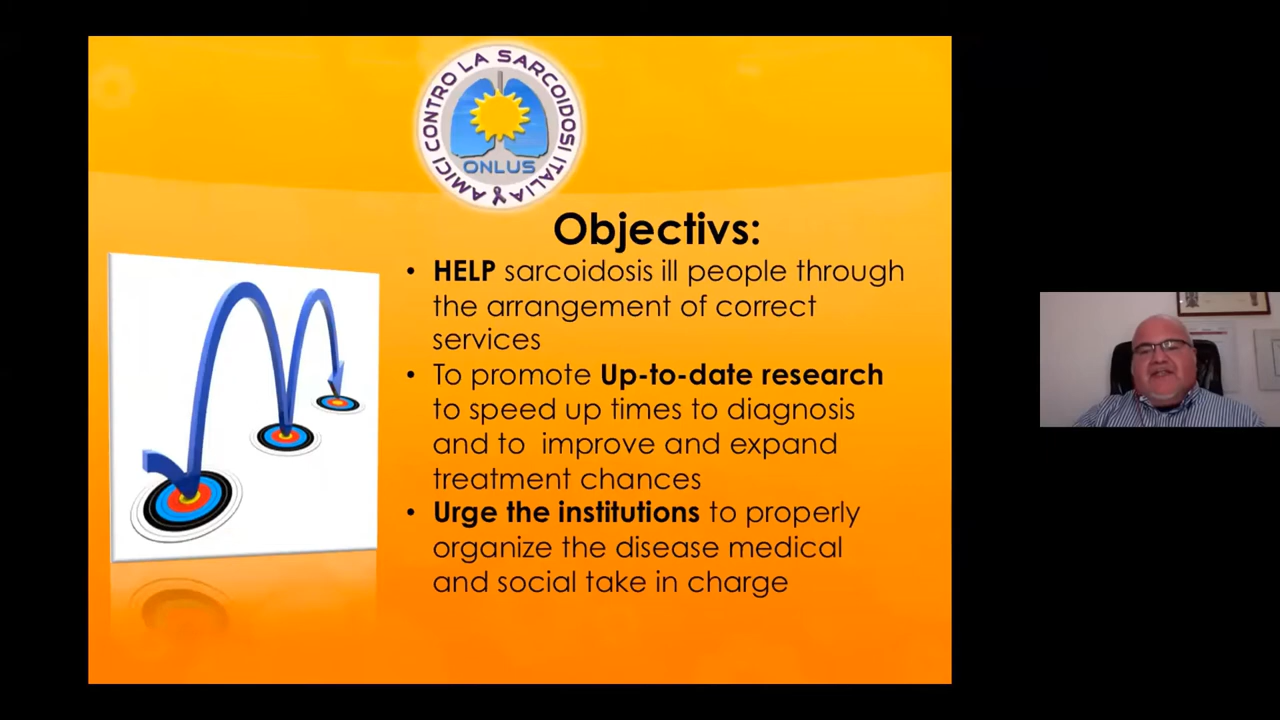 AMICI CONTRO LA SARCOIDOSI ITALIA
ONLUS
Objectivs:
• HELP sarcoidosis ill people through
the arrangement of correct
services
• To promote Up-to-date research
to speed up times to diagnosis
and to  improve and expand
treatment chances
• Urge the institutions to properly
organize the disease medical
and social take in charge